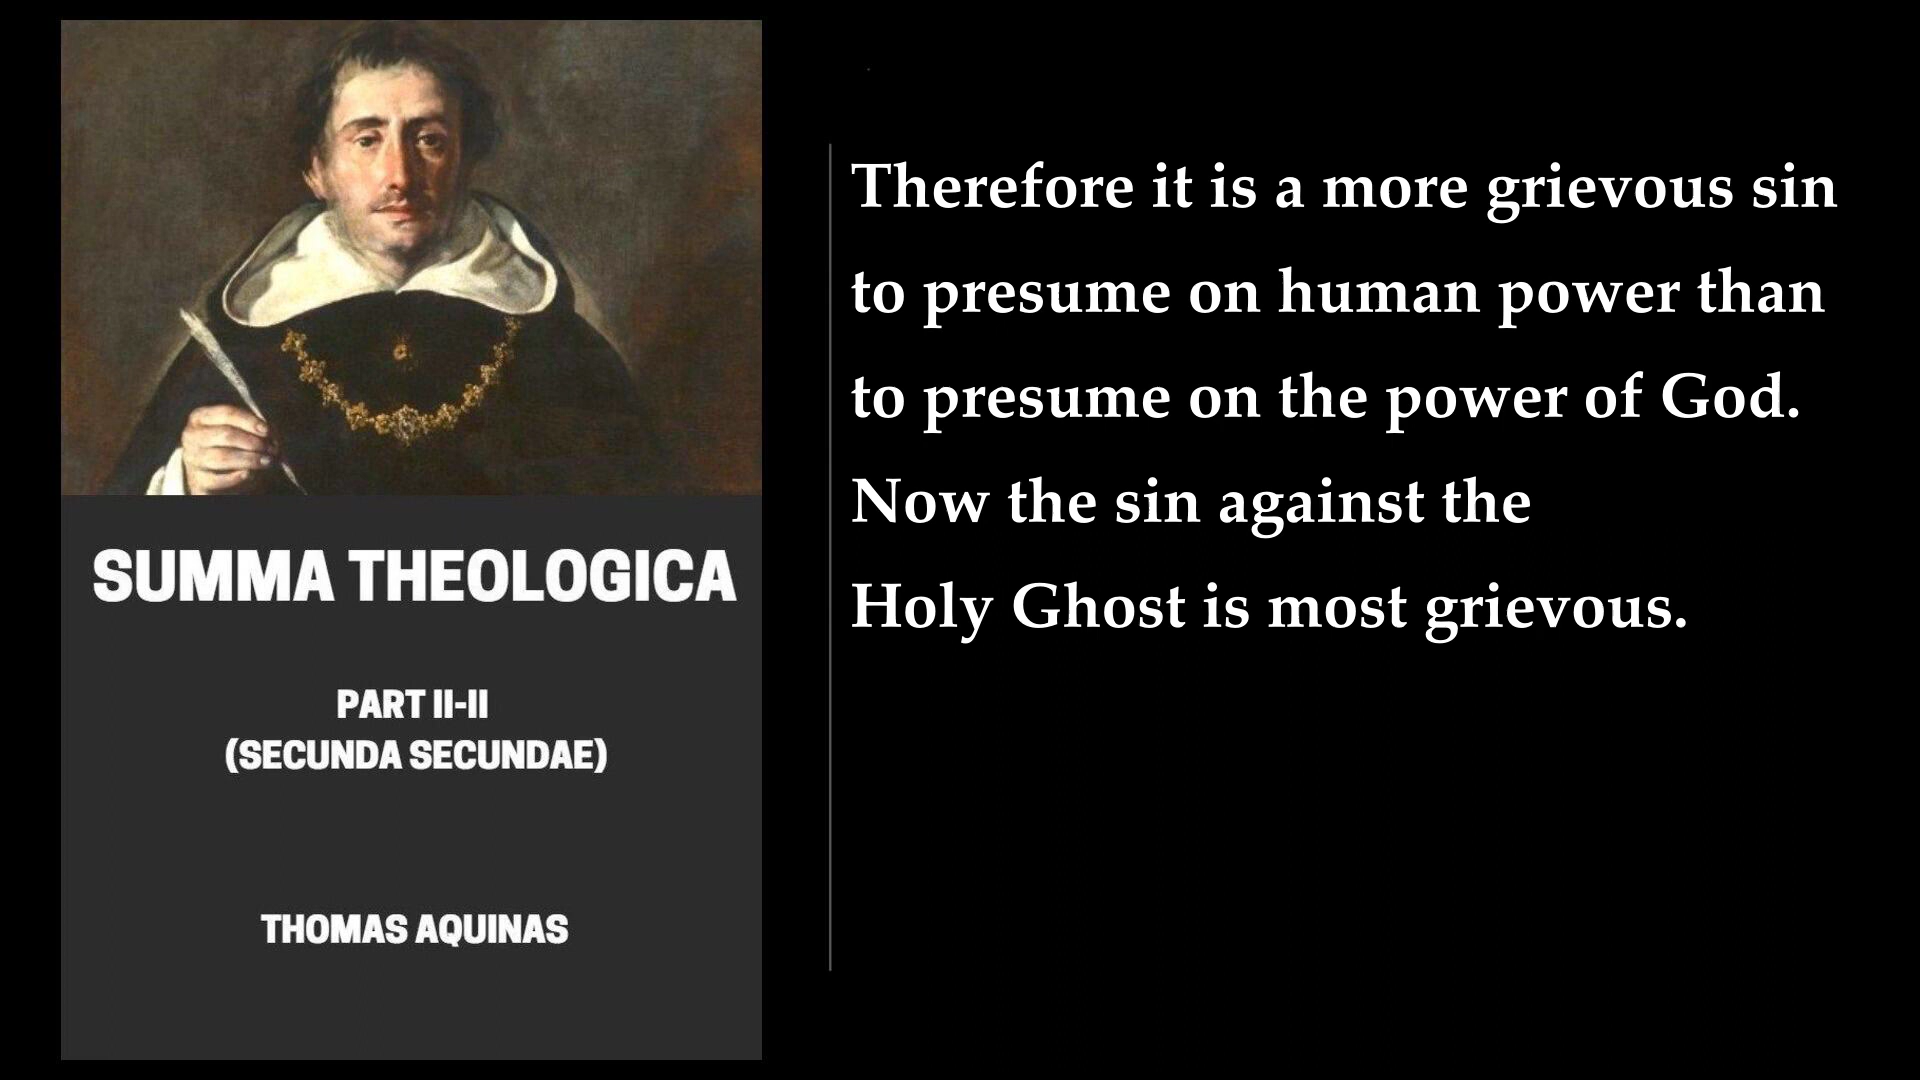 SUMMA THEOLOGICA
PART II-II
(SECUNDA SECUNDAE)
THOMAS AQUINAS
Therefore it is a more grievous sin
to presume on human power than
to presume on the power of God.
Now the sin against the
Holy Ghost is most grievous.